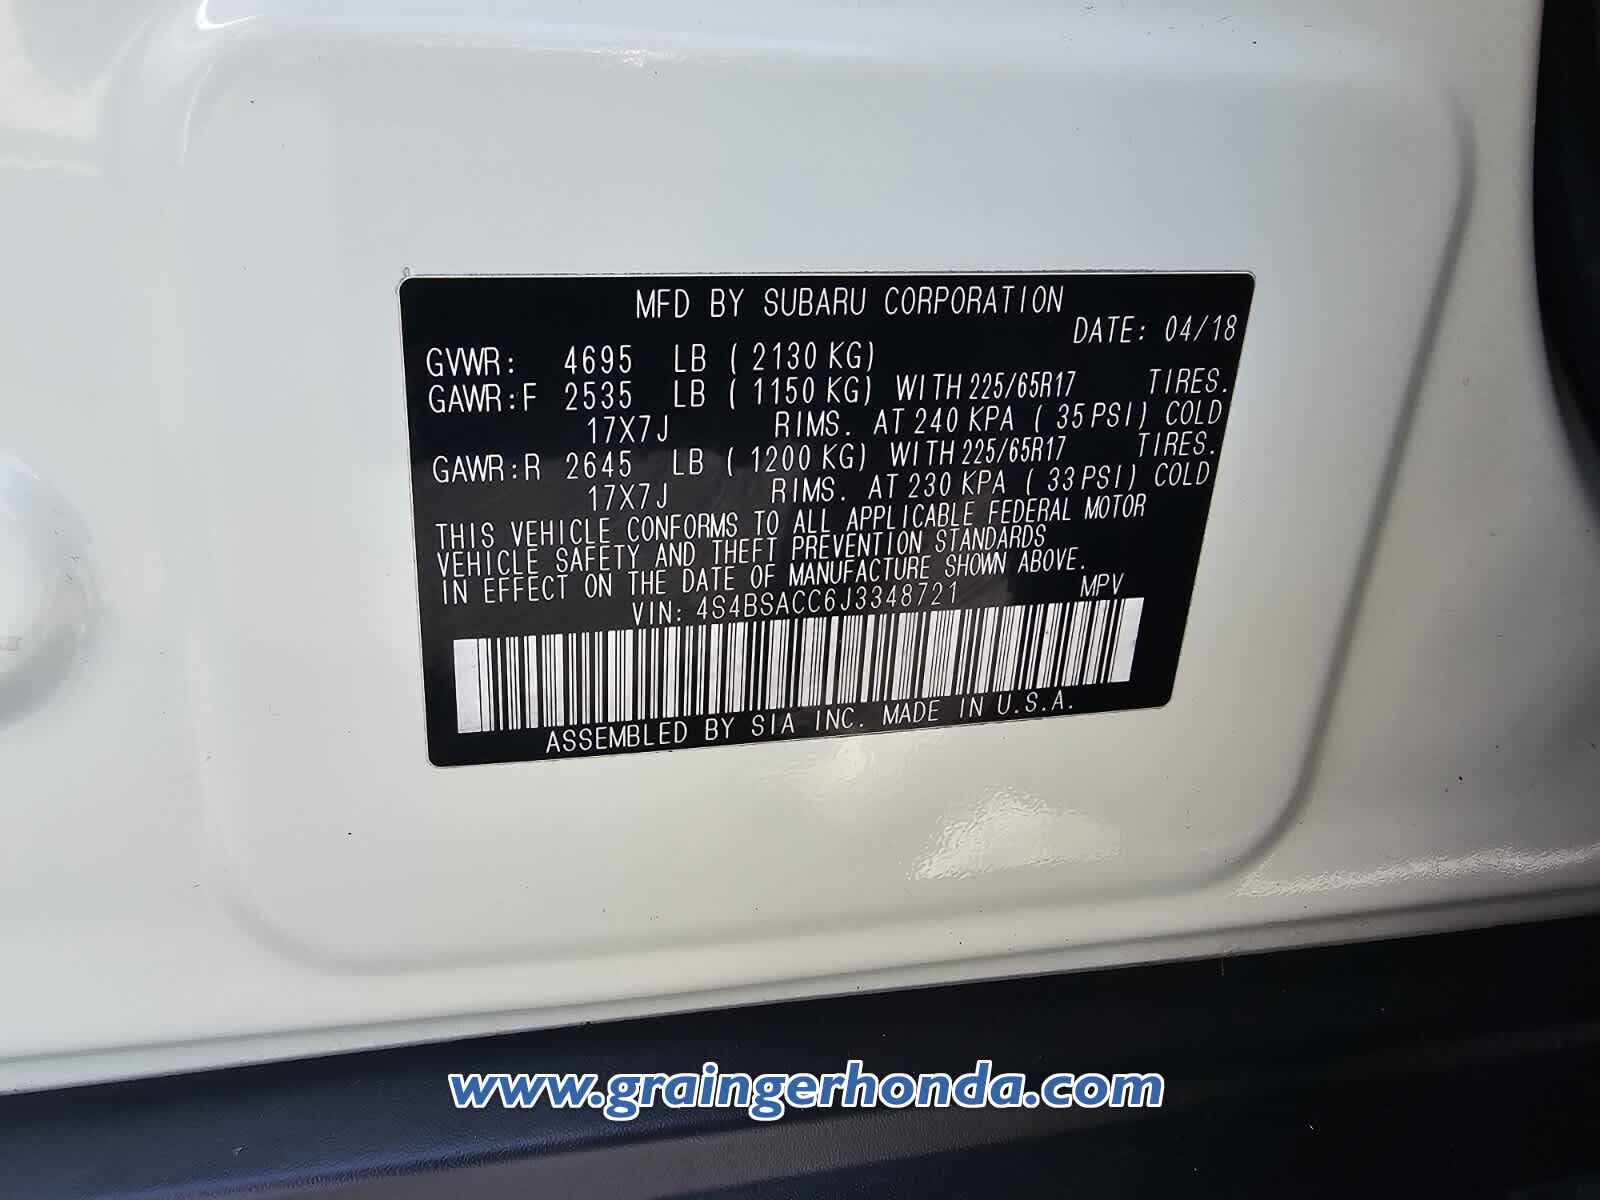 MFD BY SUBARU CORPORATION
DATE: 04/18
GVWR: 4695 LB ( 2130 KG)
GAWR:F 2535 LB ( 1150 KG) WITH 225/65R17 TIRES.
17X7J RIMS. AT 240 KPA ( 35 PSI) COLD
GAWR:R 2645 LB ( 1200 KG) WITH 225/65R17 TIRES.
17X7J RIMS. AT 230 KPA ( 33 PSI) COLD
THIS VEHICLE CONFORMS TO ALL APPLICABLE FEDERAL MOTOR
VEHICLE SAFETY AND THEFT PREVENTION STANDARDS
IN EFFECT ON THE DATE OF MANUFACTURE SHOWN ABOVE.
VIN: 4S4BSACC6J3348721 MPV
ASSEMBLED BY SIA INC. MADE IN U.S.A.
www.graingerhonda.com